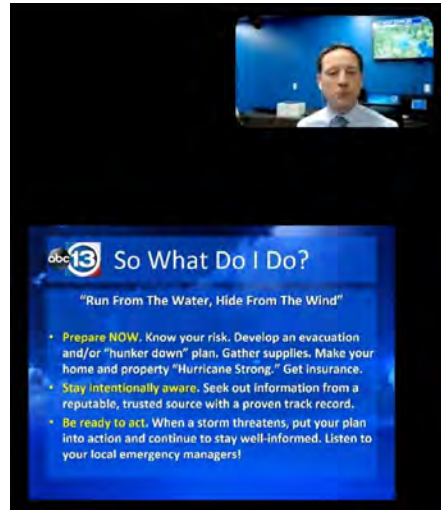 abc 13 So What Do I Do?
“Run From The Water, Hide From The Wind”
• Prepare NOW. Know your risk. Develop an evacuation
and/or “hunker down” plan. Gather supplies. Make your
home and property “Hurricane Strong.” Get insurance.
• Stay intentionally aware. Seek out information from a
reputable, trusted source with a proven track record.
• Be ready to act. When a storm threatens, put your plan
into action and continue to stay well-informed. Listen to
your local emergency managers!